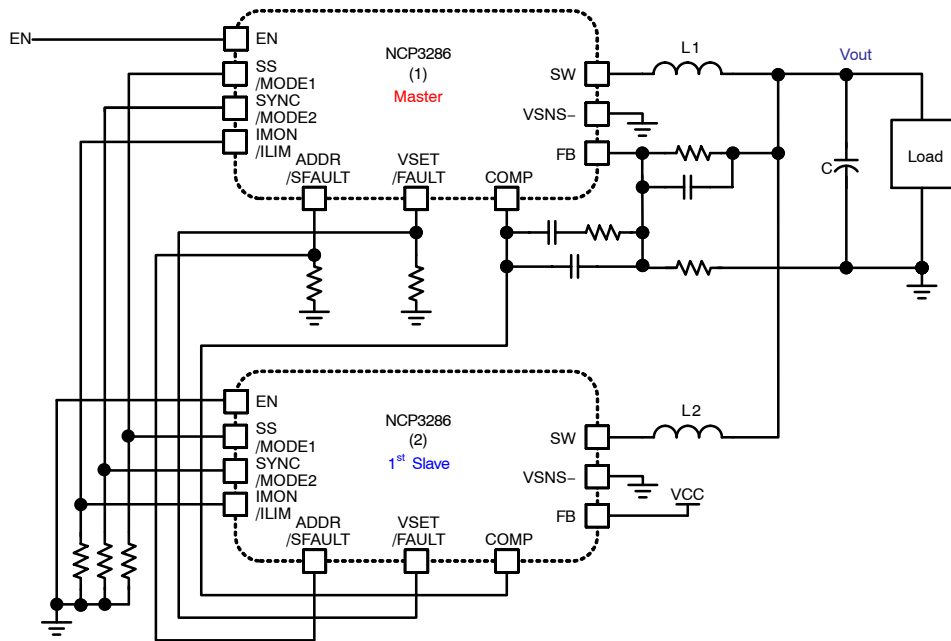 EN
EN
SS
/MODE1
SYNC
/MODE2
IMON
/ILIM
NCP3286
(1)
Master
ADDR
/SFAULT
VSET
/FAULT
COMP
SW
VSNS–
FB
L1
Vout
C
Load
EN
SS
/MODE1
SYNC
/MODE2
IMON
/ILIM
NCP3286
(2)
1st Slave
ADDR
/SFAULT
VSET
/FAULT
COMP
SW
VSNS–
FB
L2
VCC